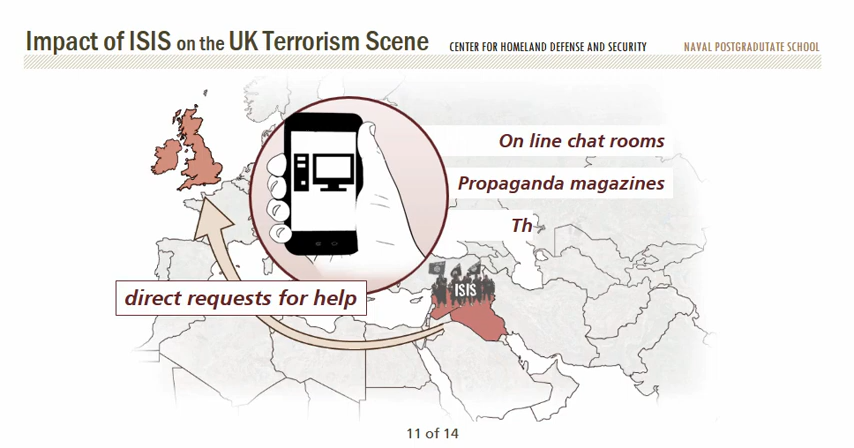 Impact of ISIS on the UK Terrorism Scene
CENTER FOR HOMELAND DEFENSE AND SECURITY
NAVAL POSTGRADUTATE SCHOOL
On line chat rooms
Propaganda magazines
Th
ISIS
direct requests for help
11 of 14